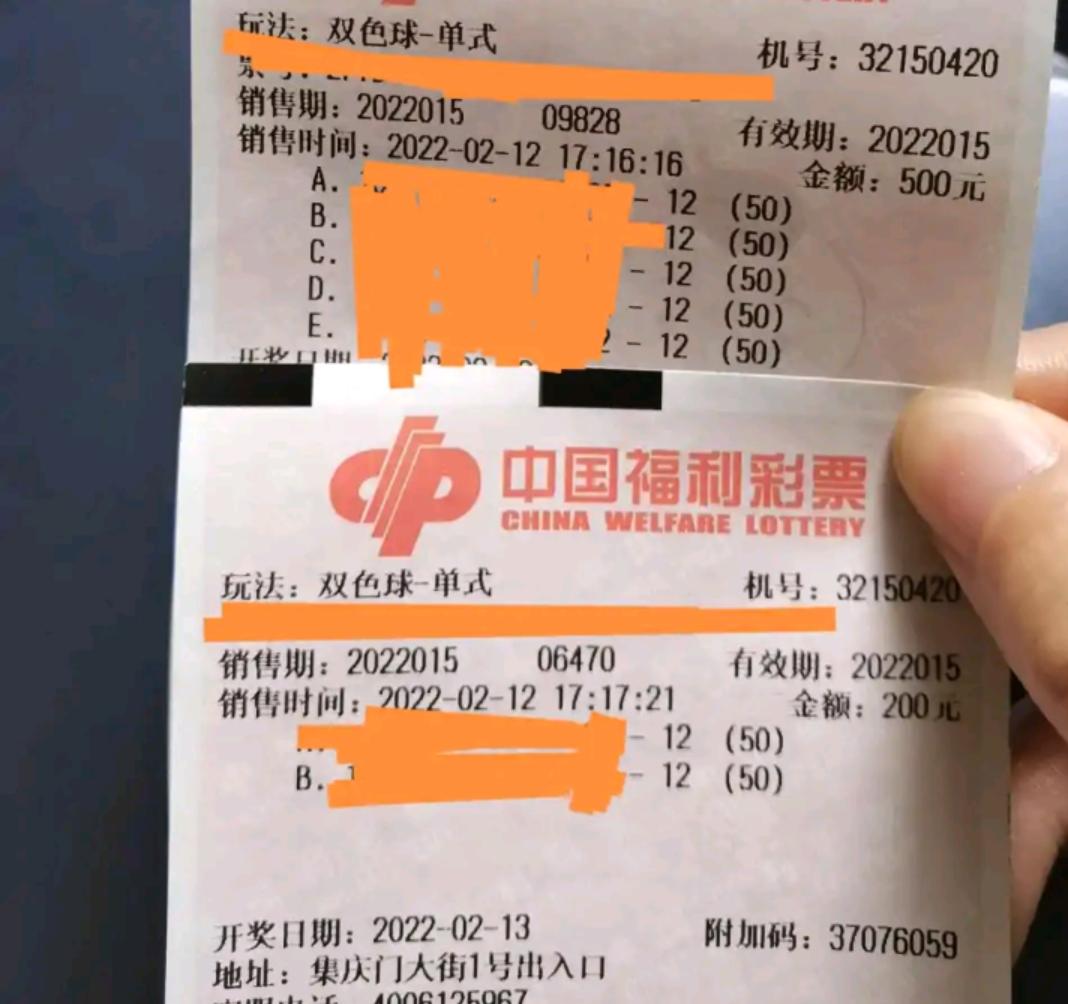 玩法：双色球-单式
机号：32150420
销售期：2022015 09828
有效期：2022015
销售时间：2022-02-12 17:16:16
金额：500元
A. - 12 (50)
B. 12 (50)
C. - 12 (50)
D. - 12 (50)
E. - 12 (50)
开奖日期
中国福利彩票
CHINA WELFARE LOTTERY
玩法：双色球-单式
机号：32150420
销售期：2022015 06470
有效期：2022015
销售时间：2022-02-12 17:17:21
金额：200元
- 12 (50)
B. - 12 (50)
开奖日期：2022-02-13
附加码：37076059
地址：集庆门大街1号出入口
4006125967